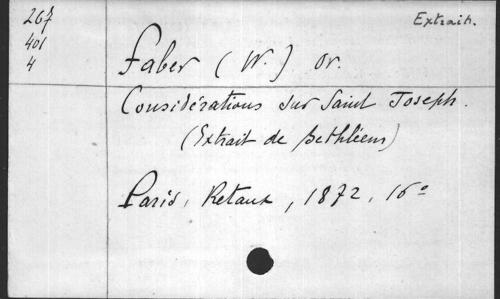 267
401
4
Extrait.
Faber (W.) Or.
Considérations sur Saint Joseph.
(Extrait de Bethléem)
Paris, Retaux, 1872, 16°